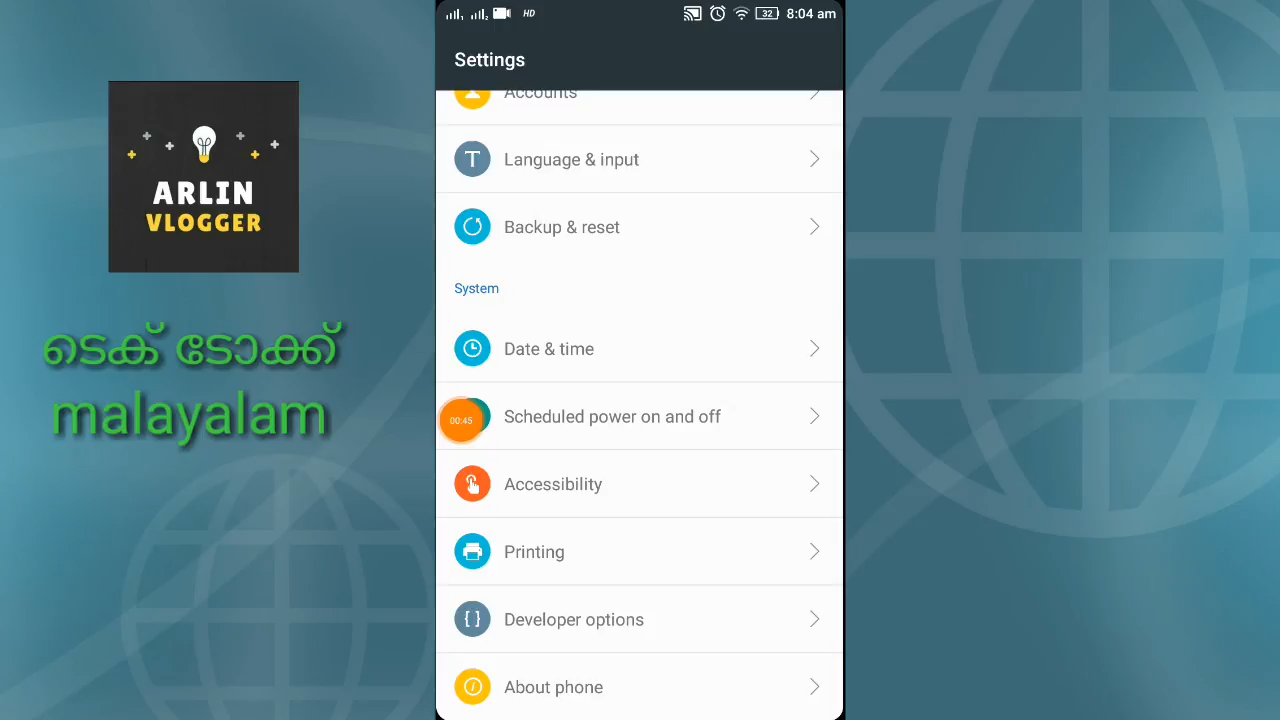 HD
32
8:04 am
Settings
Accounts
T
Language & input
Backup & reset
System
Date & time
00:45
Scheduled power on and off
Accessibility
Printing
{ }
Developer options
i
About phone
ARLIN
VLOGGER
ടെക് ടോക്ക്
malayalam